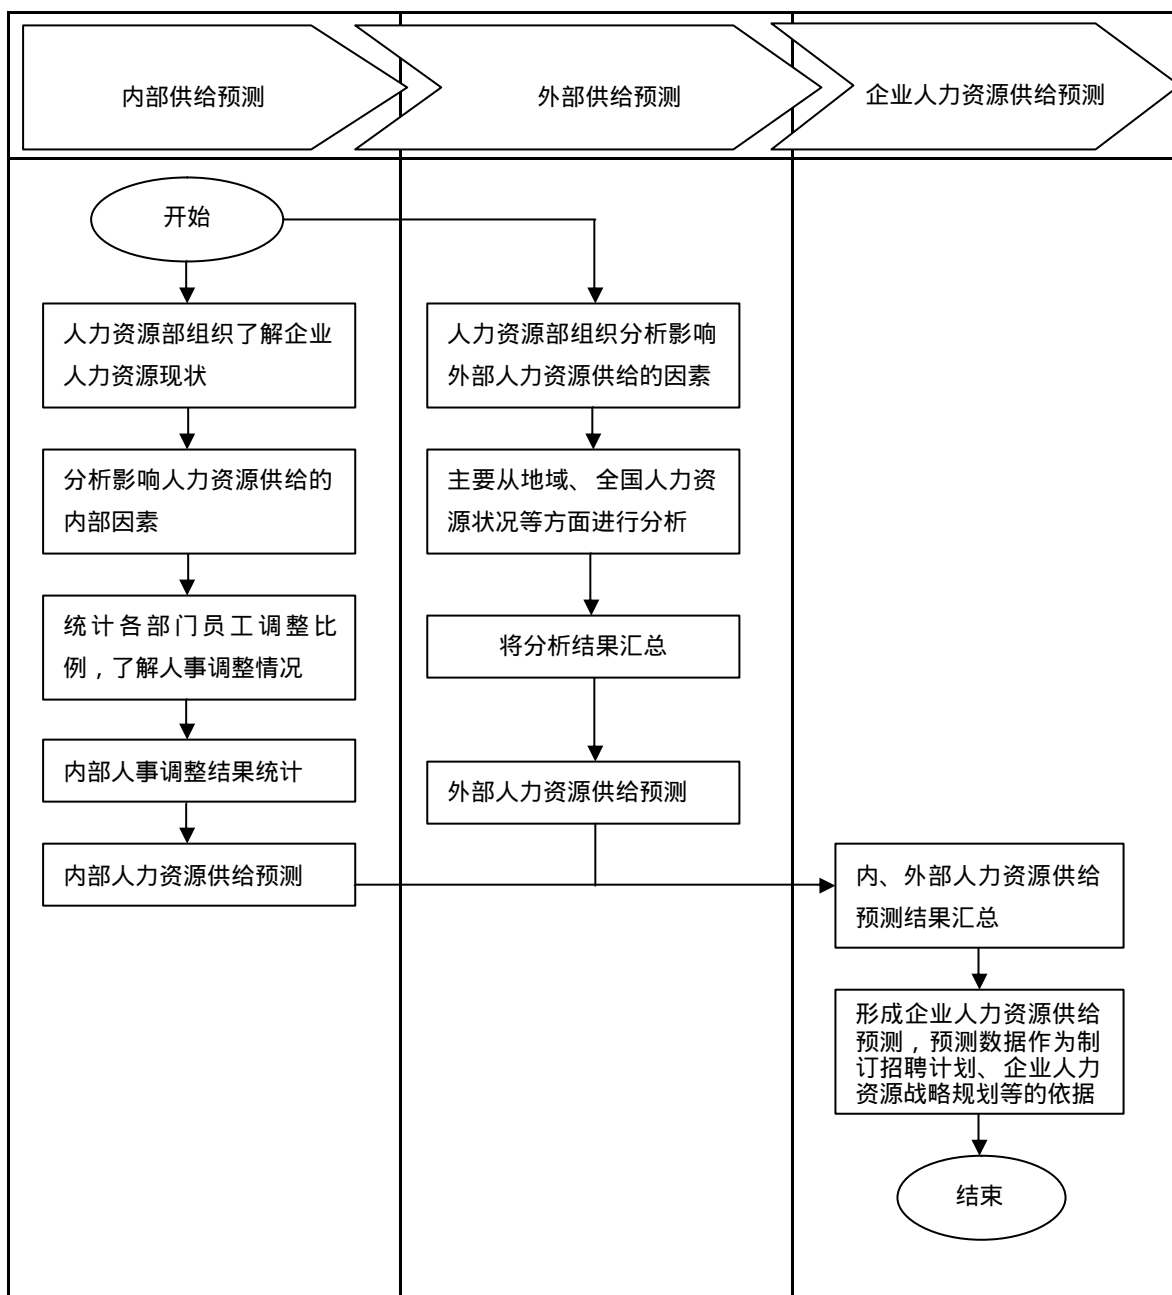 内部供给预测
外部供给预测
企业人力资源供给预测
开始
人力资源部组织了解企业
人力资源现状
分析影响人力资源供给的
内部因素
统计各部门员工调整比
例，了解人事调整情况
内部人事调整结果统计
内部人力资源供给预测
人力资源部组织分析影响
外部人力资源供给的因素
主要从地域、全国人力资
源状况等方面进行分析
将分析结果汇总
外部人力资源供给预测
内、外部人力资源供给
预测结果汇总
形成企业人力资源供给
预测，预测数据作为制
订招聘计划、企业人力
资源战略规划等的依据
结束